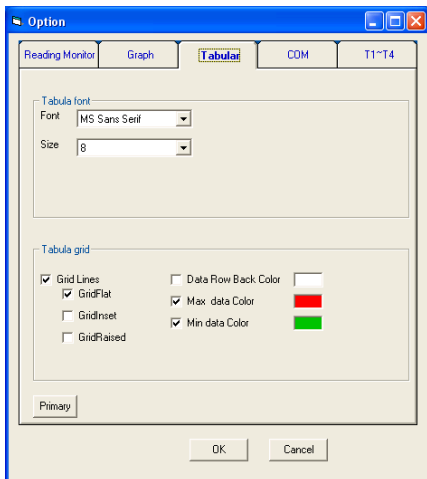 Option
Reading Monitor Graph Tabular COM T1~T4
Tabula font
Font MS Sans Serif
Size 8
Tabula grid
Grid Lines Data Row Back Color
GridFlat Max data Color
GridInset Min data Color
GridRaised
Primary
OK Cancel